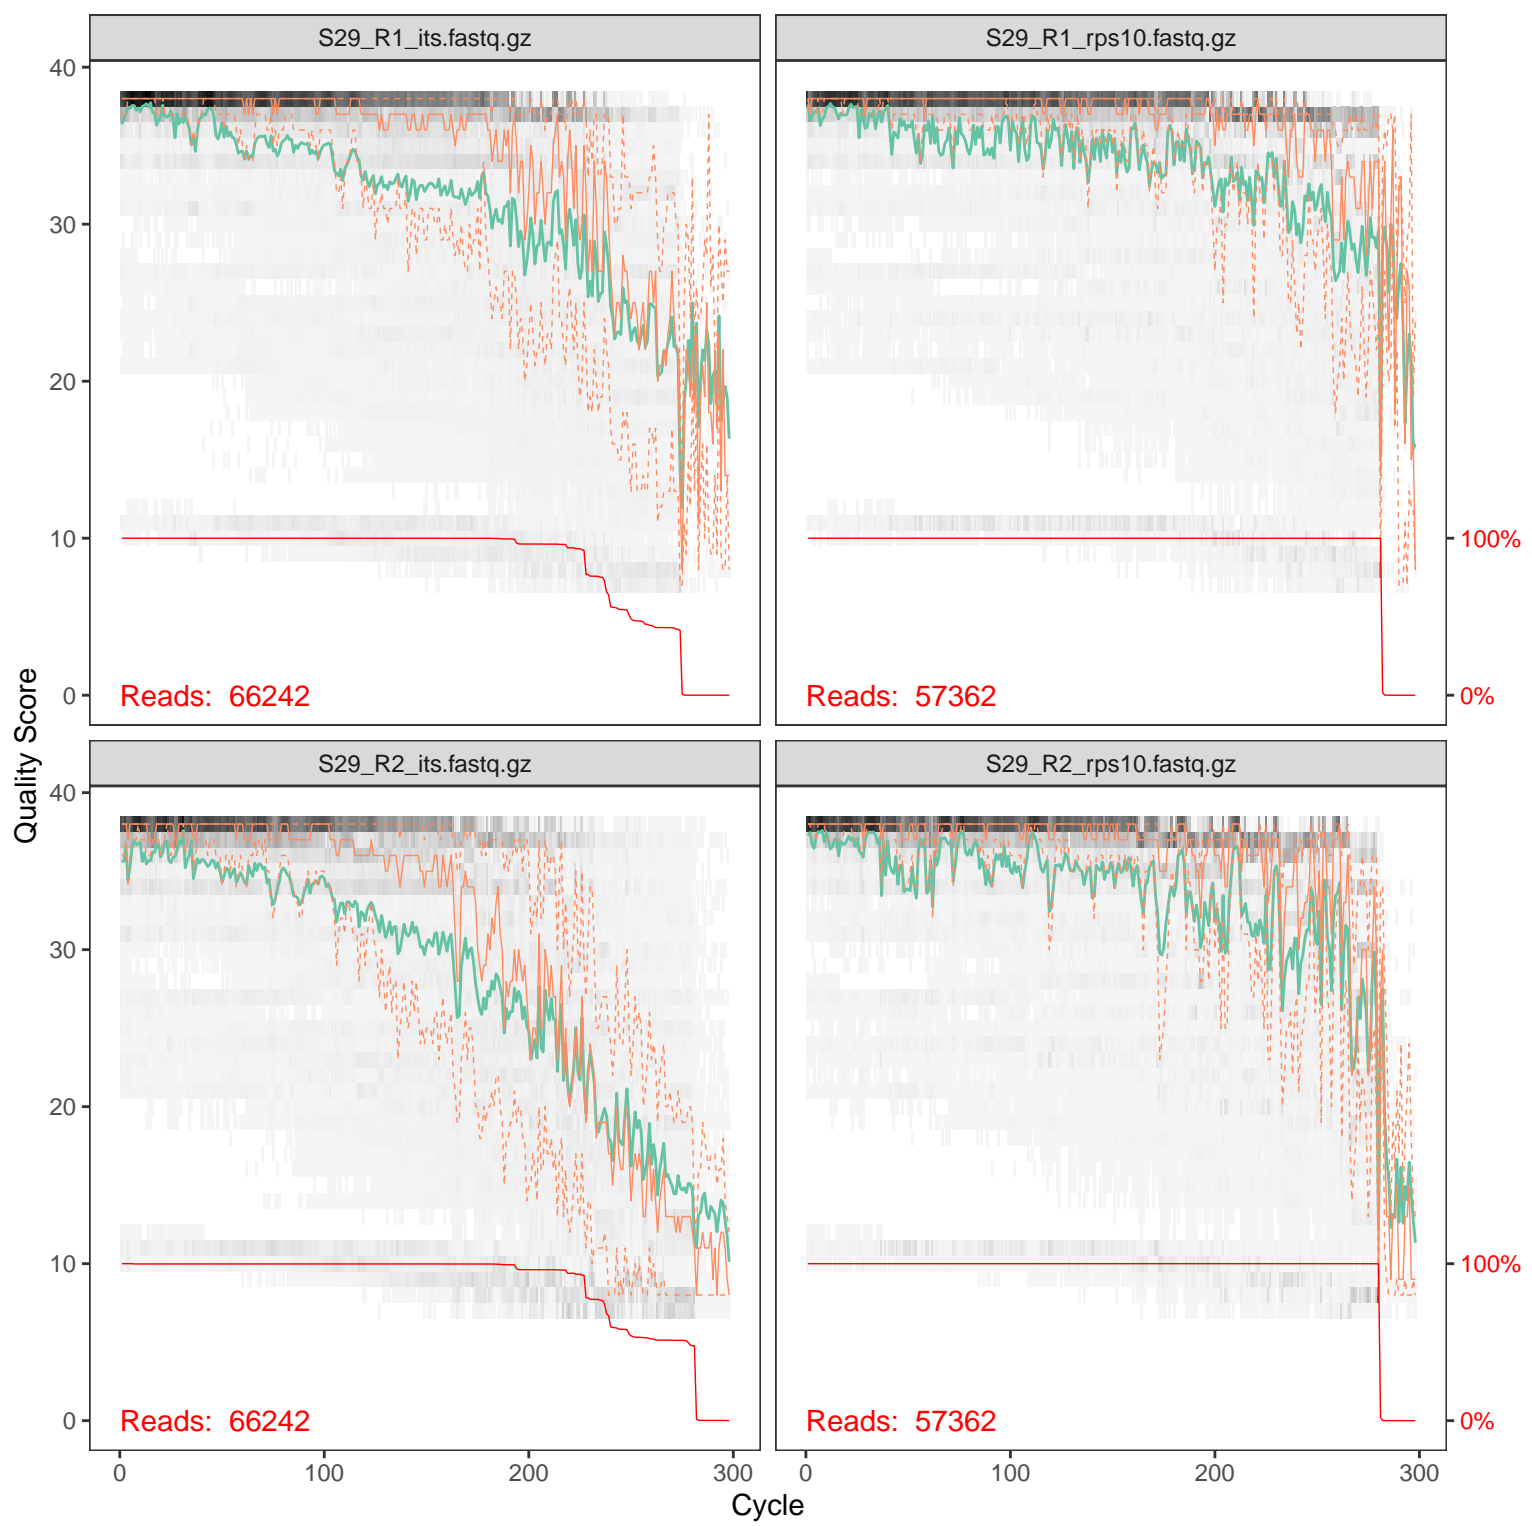 S29_R1_its.fastq.gz
S29_R1_rps10.fastq.gz
40
30
20
10
0
100%
0%
Reads: 66242
Reads: 57362
Quality Score
S29_R2_its.fastq.gz
S29_R2_rps10.fastq.gz
40
30
20
10
0
100%
0%
Reads: 66242
Reads: 57362
0 100 200 300
0 100 200 300
Cycle